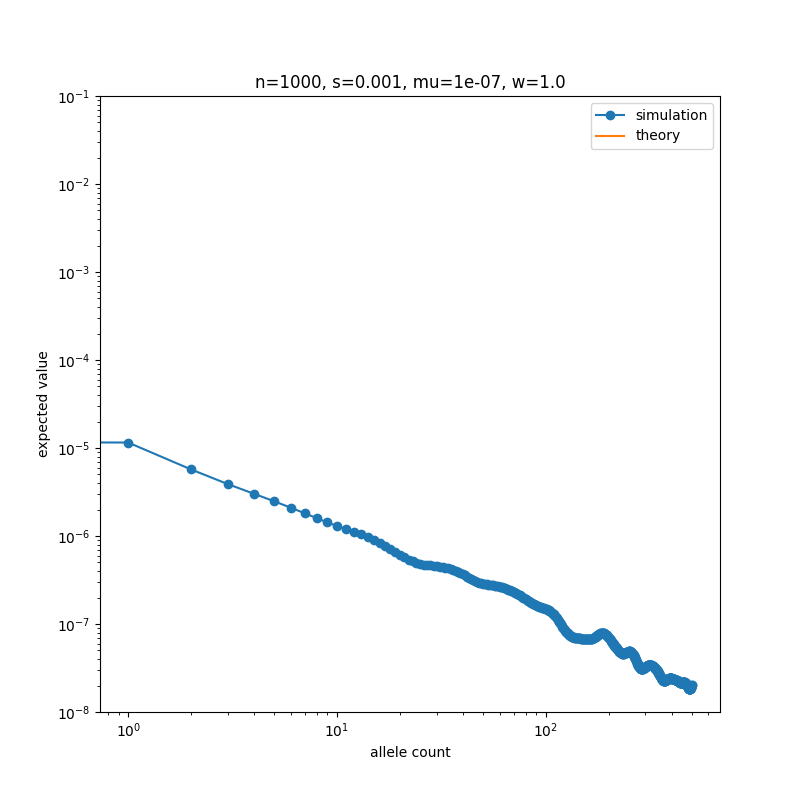 n=1000, s=0.001, mu=1e-07, w=1.0
simulation
theory
expected value
10⁻¹
10⁻²
10⁻³
10⁻⁴
10⁻⁵
10⁻⁶
10⁻⁷
10⁻⁸
10⁰ 10¹ 10²
allele count